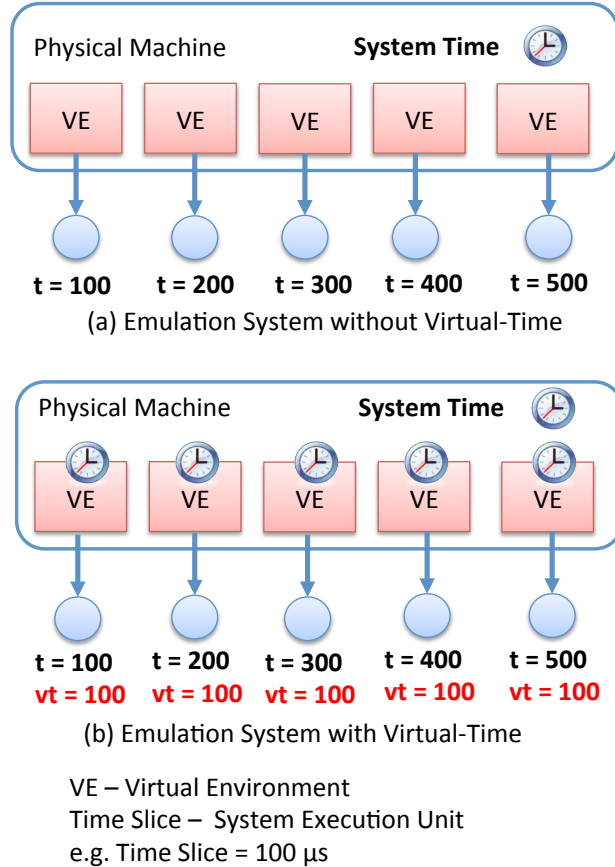 Physical Machine System Time
VE VE VE VE VE
t = 100 t = 200 t = 300 t = 400 t = 500
(a) Emulation System without Virtual-Time
Physical Machine System Time
VE VE VE VE VE
t = 100 t = 200 t = 300 t = 400 t = 500
vt = 100 vt = 100 vt = 100 vt = 100 vt = 100
(b) Emulation System with Virtual-Time
VE – Virtual Environment
Time Slice – System Execution Unit
e.g. Time Slice = 100 µs